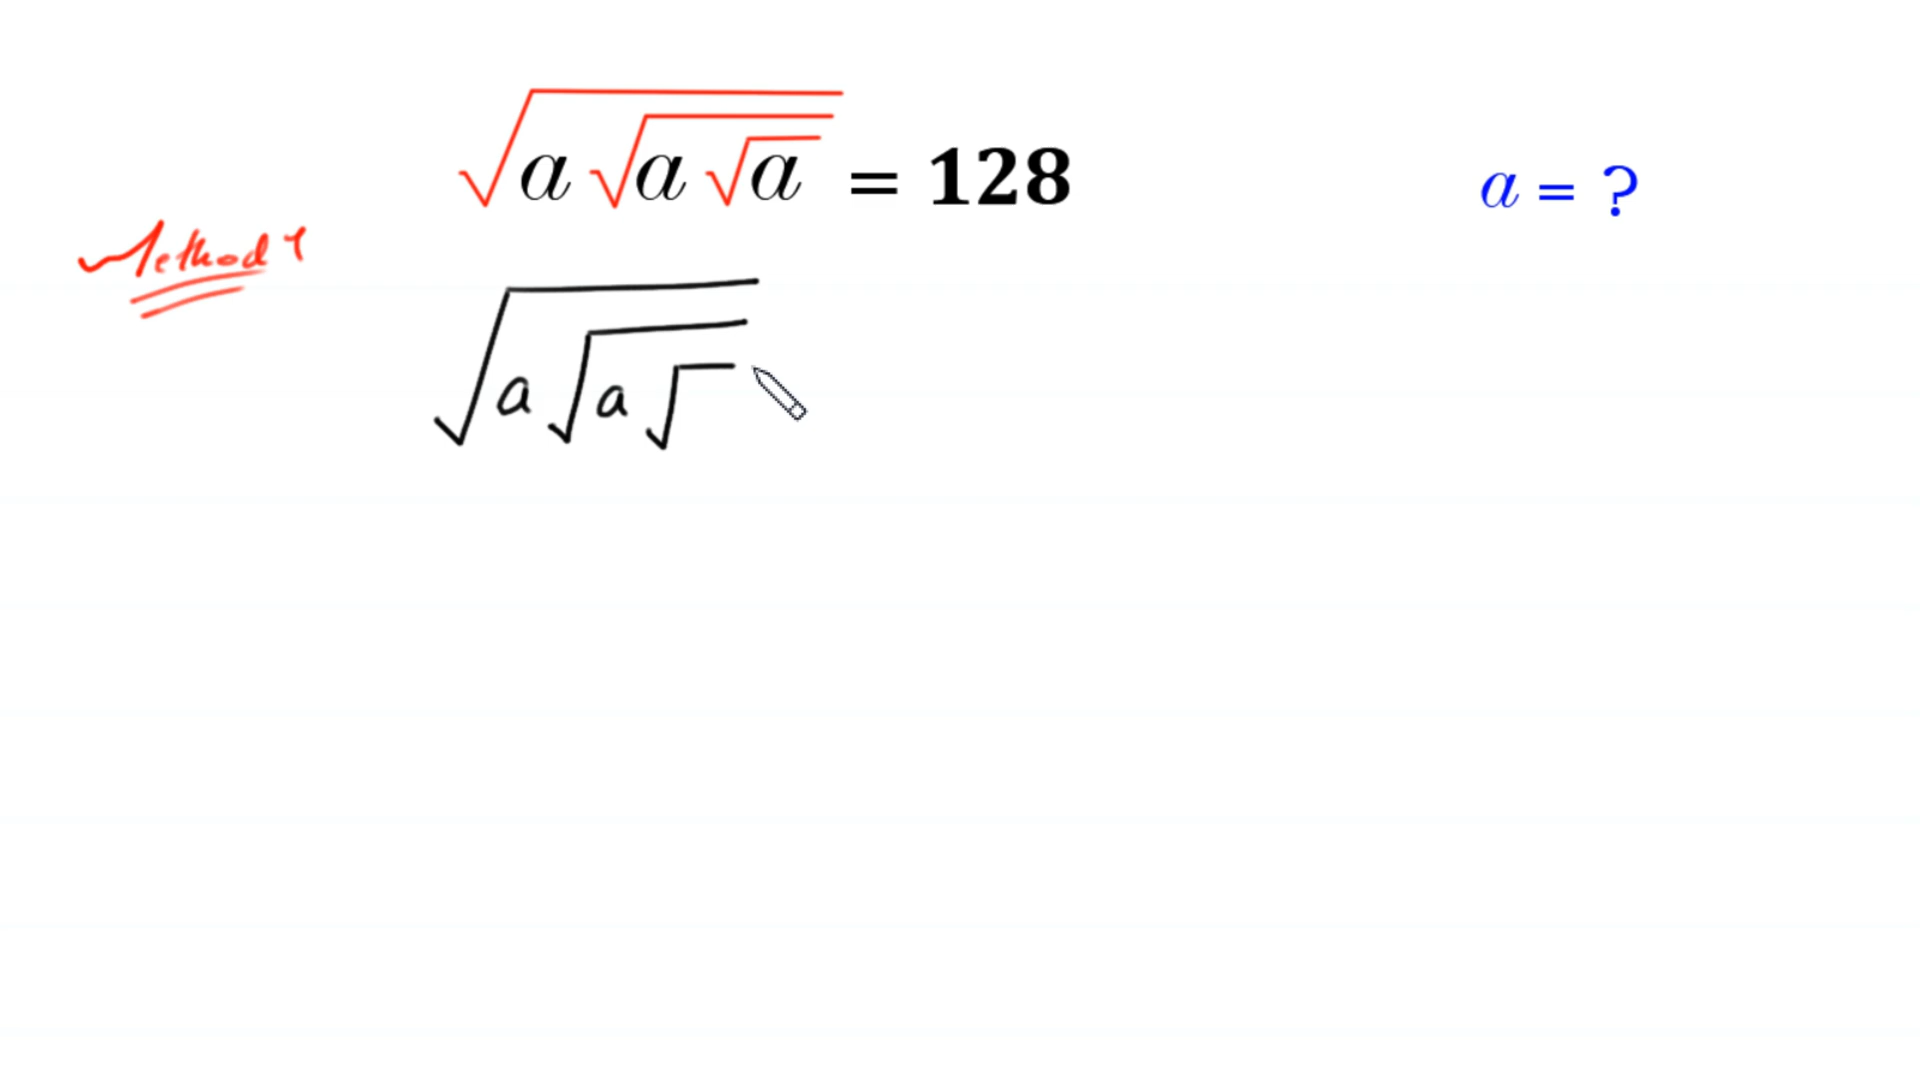 √(a√(a√a)) = 128
a = ?
Method 1
√(a√(a√